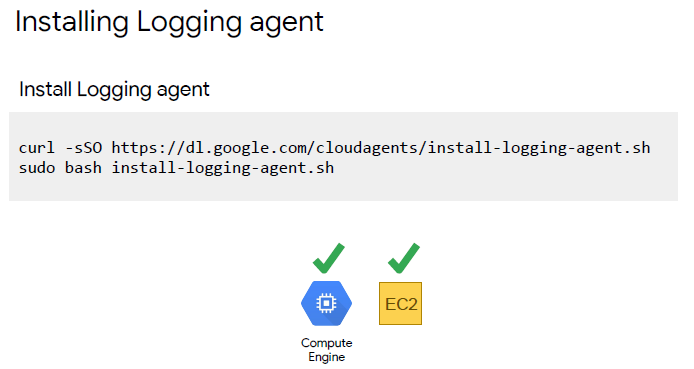 Installing Logging agent
Install Logging agent
curl -sSO https://dl.google.com/cloudagents/install-logging-agent.sh
sudo bash install-logging-agent.sh
EC2
Compute
Engine